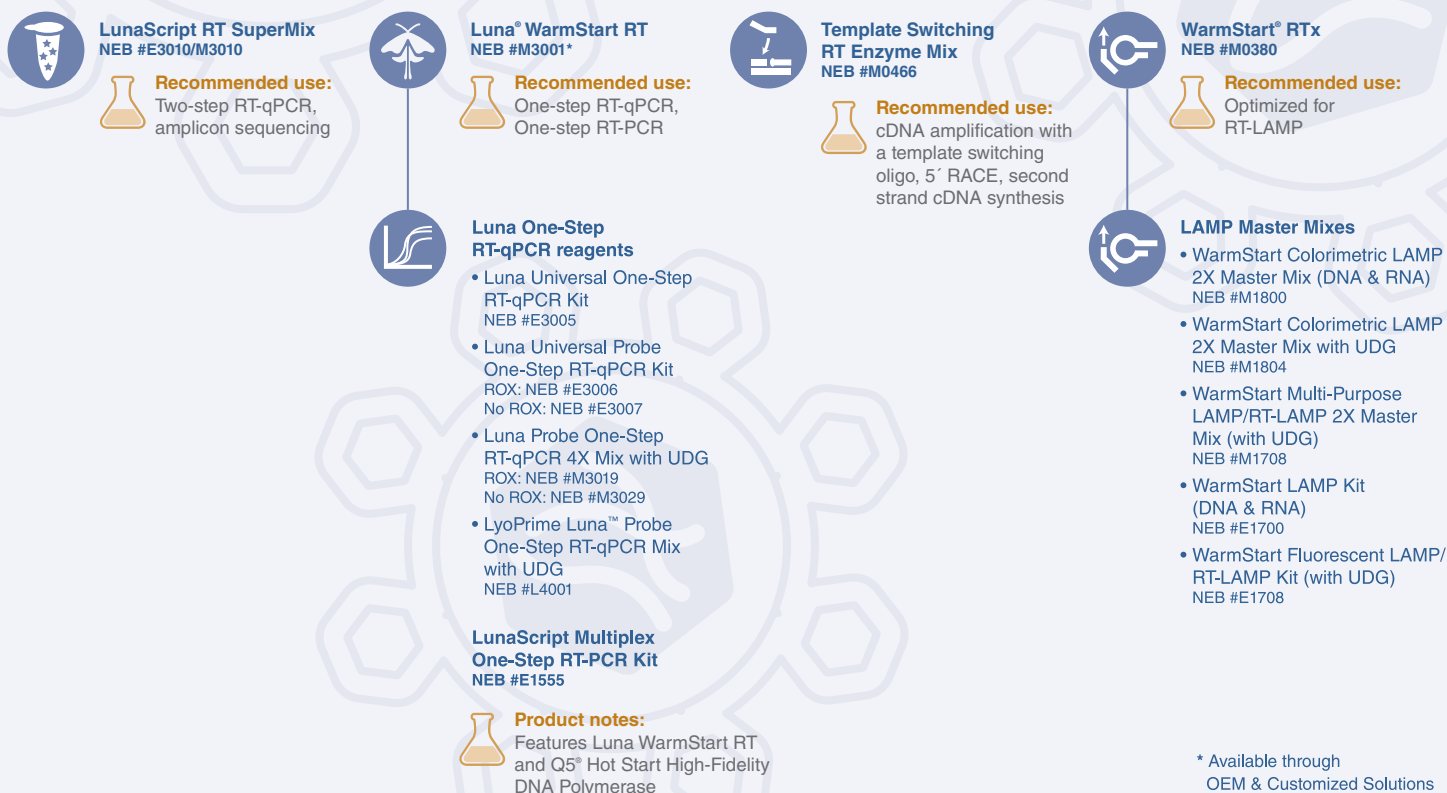 LunaScript RT SuperMix
NEB #E3010/M3010
Recommended use:
Two-step RT-qPCR,
amplicon sequencing
Luna® WarmStart RT
NEB #M3001*
Recommended use:
One-step RT-qPCR,
One-step RT-PCR
Luna One-Step
RT-qPCR reagents
• Luna Universal One-Step
RT-qPCR Kit
NEB #E3005
• Luna Universal Probe
One-Step RT-qPCR Kit
ROX: NEB #E3006
No ROX: NEB #E3007
• Luna Probe One-Step
RT-qPCR 4X Mix with UDG
ROX: NEB #M3019
No ROX: NEB #M3029
• LyoPrime Luna™ Probe
One-Step RT-qPCR Mix
with UDG
NEB #L4001
LunaScript Multiplex
One-Step RT-PCR Kit
NEB #E1555
Product notes:
Features Luna WarmStart RT
and Q5® Hot Start High-Fidelity
DNA Polymerase
Template Switching
RT Enzyme Mix
NEB #M0466
Recommended use:
cDNA amplification with
a template switching
oligo, 5´ RACE, second
strand cDNA synthesis
WarmStart® RTx
NEB #M0380
Recommended use:
Optimized for
RT-LAMP
LAMP Master Mixes
• WarmStart Colorimetric LAMP
2X Master Mix (DNA & RNA)
NEB #M1800
• WarmStart Colorimetric LAMP
2X Master Mix with UDG
NEB #M1804
• WarmStart Multi-Purpose
LAMP/RT-LAMP 2X Master
Mix (with UDG)
NEB #M1708
• WarmStart LAMP Kit
(DNA & RNA)
NEB #E1700
• WarmStart Fluorescent LAMP/
RT-LAMP Kit (with UDG)
NEB #E1708
* Available through
OEM & Customized Solutions